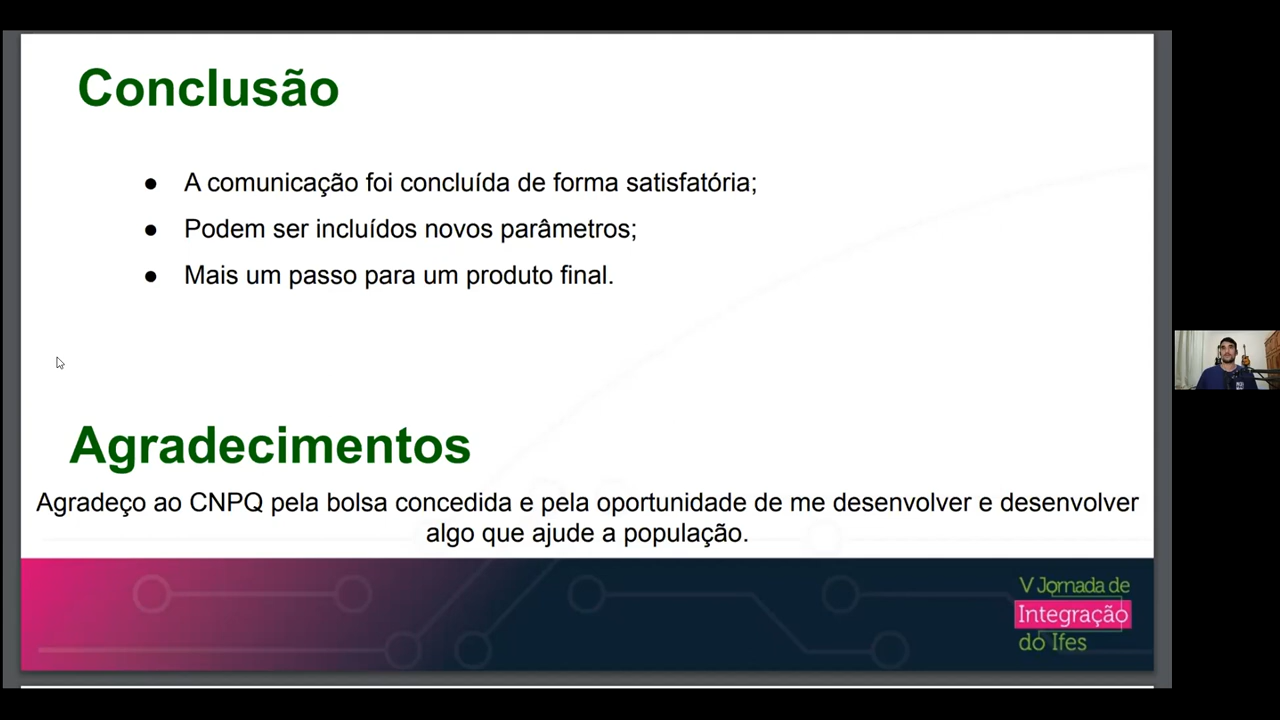 Conclusão
● A comunicação foi concluída de forma satisfatória;
● Podem ser incluídos novos parâmetros;
● Mais um passo para um produto final.
Agradecimentos
Agradeço ao CNPQ pela bolsa concedida e pela oportunidade de me desenvolver e desenvolver
algo que ajude a população.
V Jornada de
Integração
do Ifes